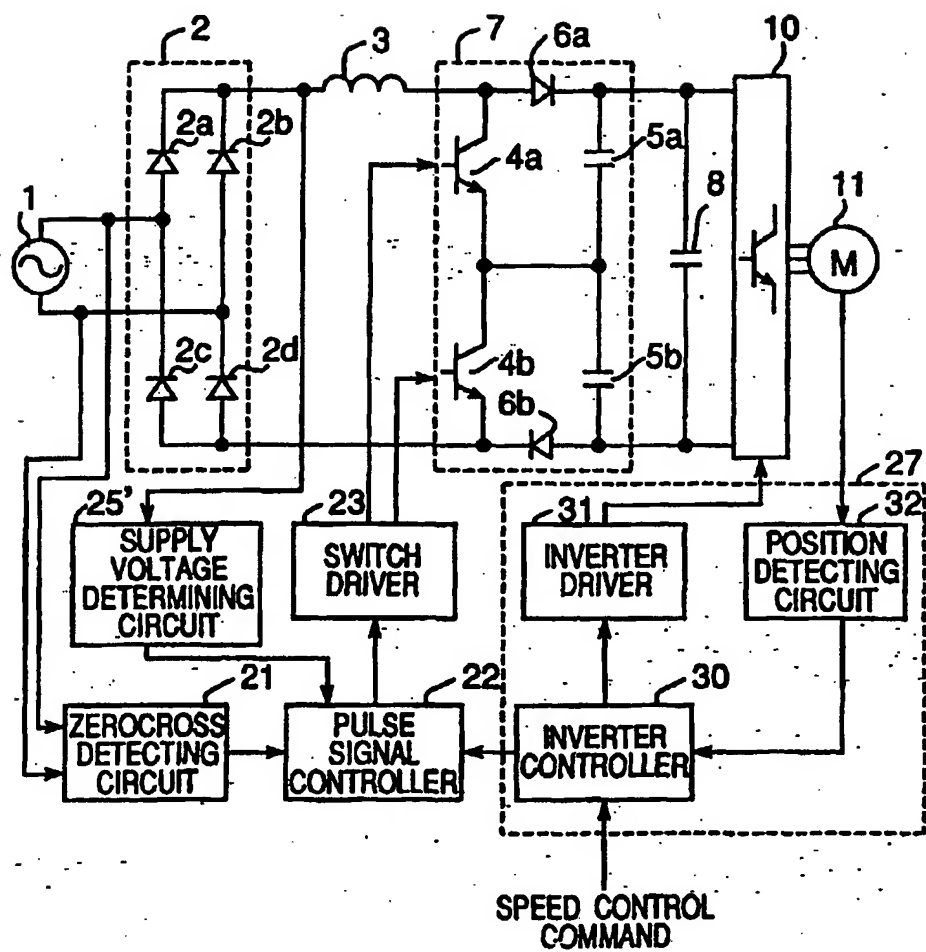 2
3
7
6a
10
2a
2b
4a
5a
8
11
1
M
2c
2d
4b
5b
6b
27
25'
23
31
32
SUPPLY
VOLTAGE
DETERMINING
CIRCUIT
SWITCH
DRIVER
INVERTER
DRIVER
POSITION
DETECTING
CIRCUIT
21
22
30
ZEROCROSS
DETECTING
CIRCUIT
PULSE
SIGNAL
CONTROLLER
INVERTER
CONTROLLER
SPEED CONTROL
COMMAND